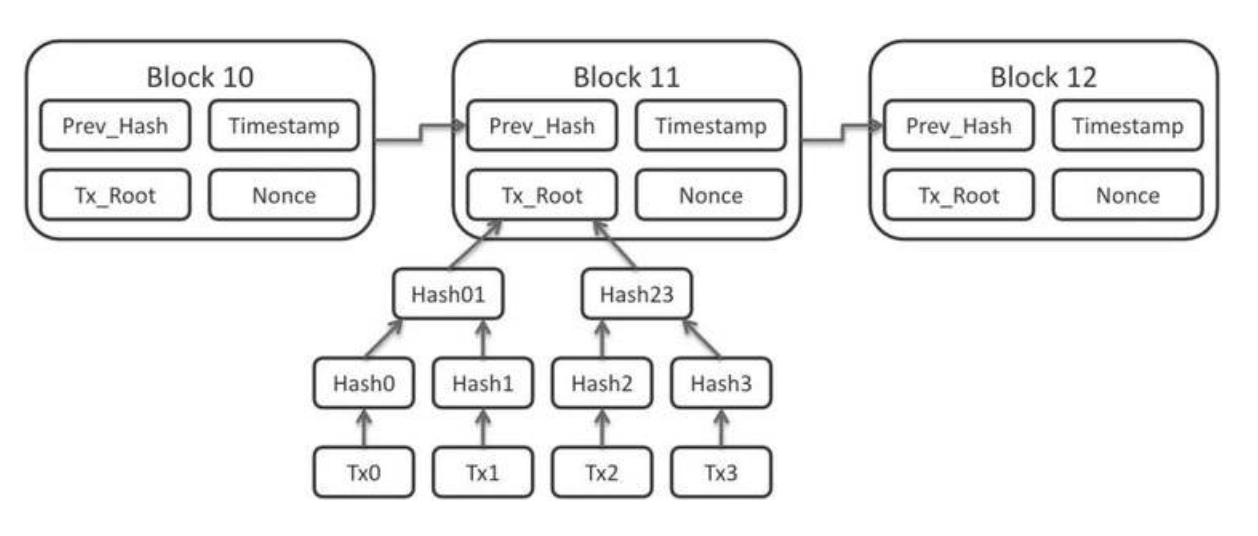 Block 10
Prev_Hash Timestamp
Tx_Root Nonce
Block 11
Prev_Hash Timestamp
Tx_Root Nonce
Block 12
Prev_Hash Timestamp
Tx_Root Nonce
Hash01 Hash23
Hash0 Hash1 Hash2 Hash3
Tx0 Tx1 Tx2 Tx3